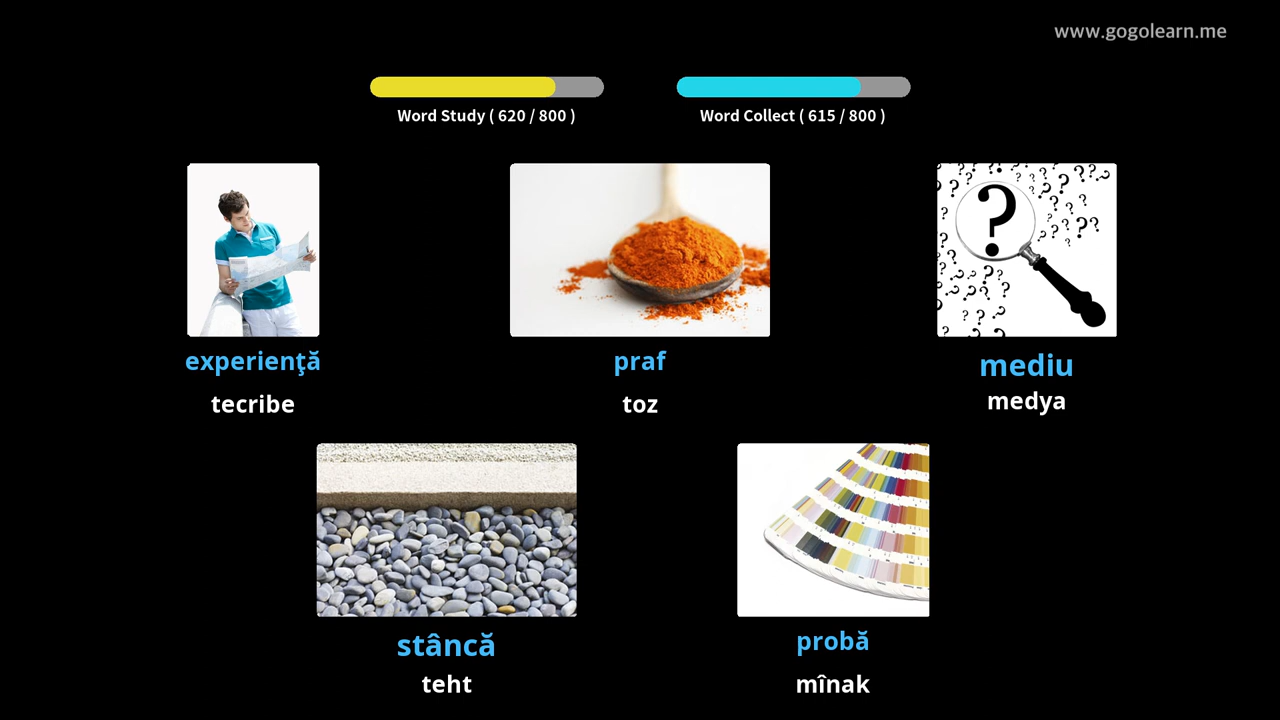 www.gogolearn.me
Word Study ( 620 / 800 )
Word Collect ( 615 / 800 )
experienţă
praf
mediu
tecribe
toz
medya
stâncă
probă
teht
mînak